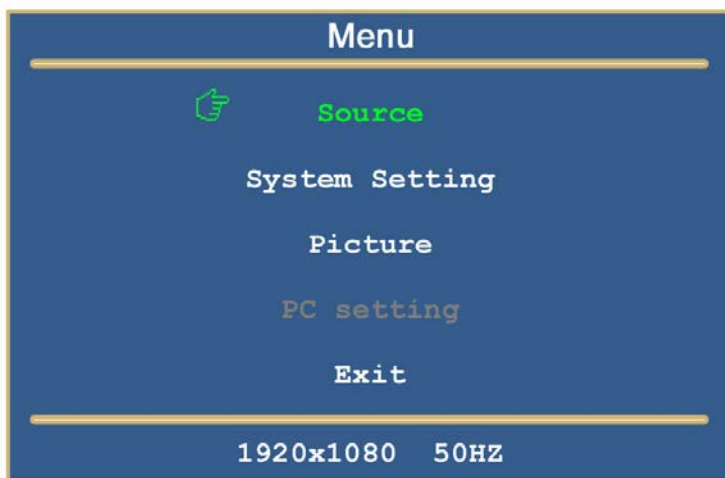 Menu
Source
System Setting
Picture
PC setting
Exit
1920x1080 50HZ